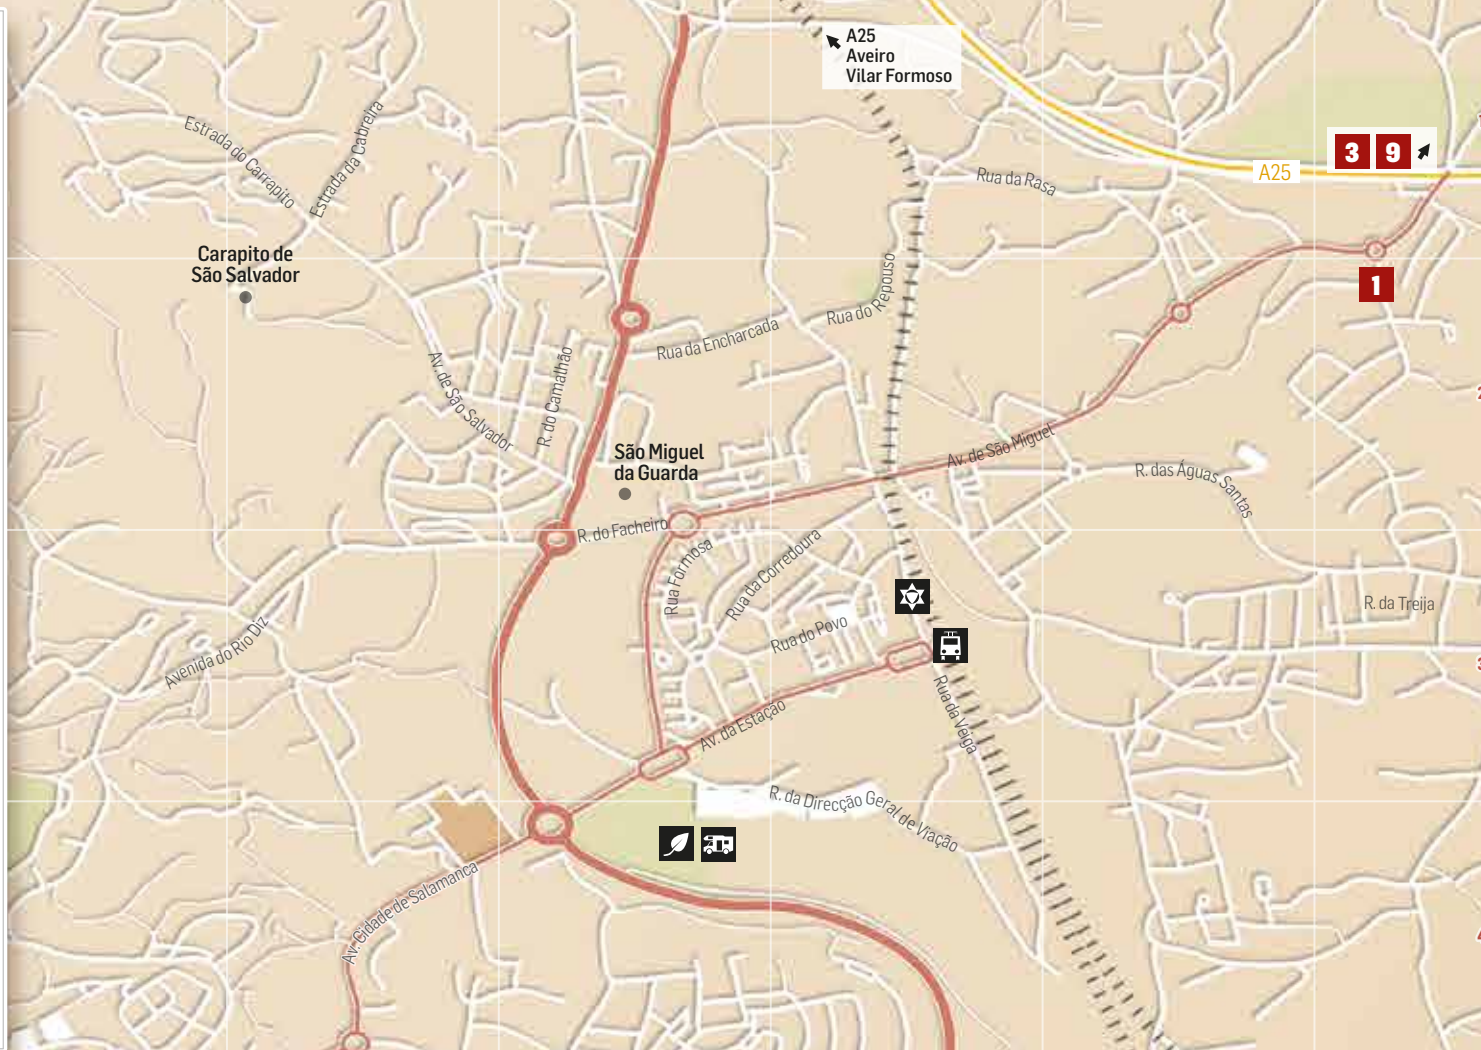 A25
Aveiro
Vilar Formoso
Estrada do Carrapito
Estrada da Cabreira
3 9
A25
Rua da Rasa
Carapito de
São Salvador
Rua do Repouso
1
Rua da Encharcada
Av. de São Salvador
R. do Camalhão
São Miguel
da Guarda
Av. de São Miguel
R. das Águas Santas
R. do Facheiro
Rua Formosa
Rua da Corredoura
R. da Treija
Avenida do Rio Diz
Rua do Povo
Rua da Veiga
Av. da Estação
R. da Direcção Geral de Viação
Av. Cidade de Salamanca